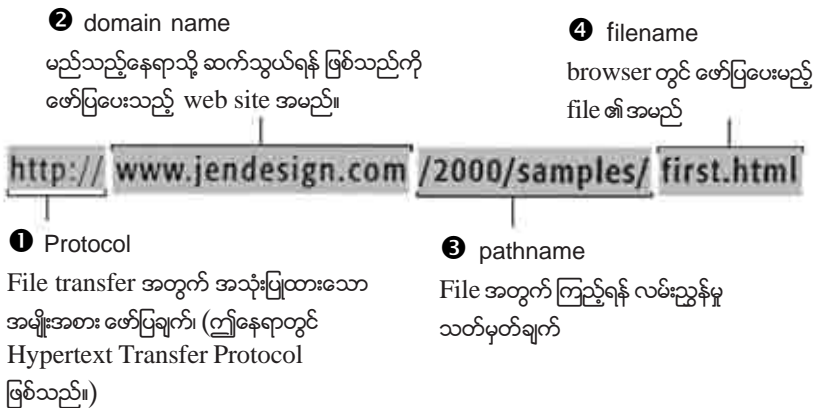 ❷ domain name
မည်သည့်နေရာသို့ ဆက်သွယ်ရန် ဖြစ်သည်ကို
ဖော်ပြပေးသည့် web site အမည်။
❹ filename
browser တွင် ဖော်ပြပေးမည့်
file ၏ အမည်
http:// www.jendesign.com /2000/samples/ first.html
❶ Protocol
File transfer အတွက် အသုံးပြုထားသော
အမျိုးအစား ဖော်ပြချက်၊ (ဤနေရာတွင်
Hypertext Transfer Protocol
ဖြစ်သည်။)
❸ pathname
File အတွက် ကြည့်ရန် လမ်းညွှန်မှု
သတ်မှတ်ချက်